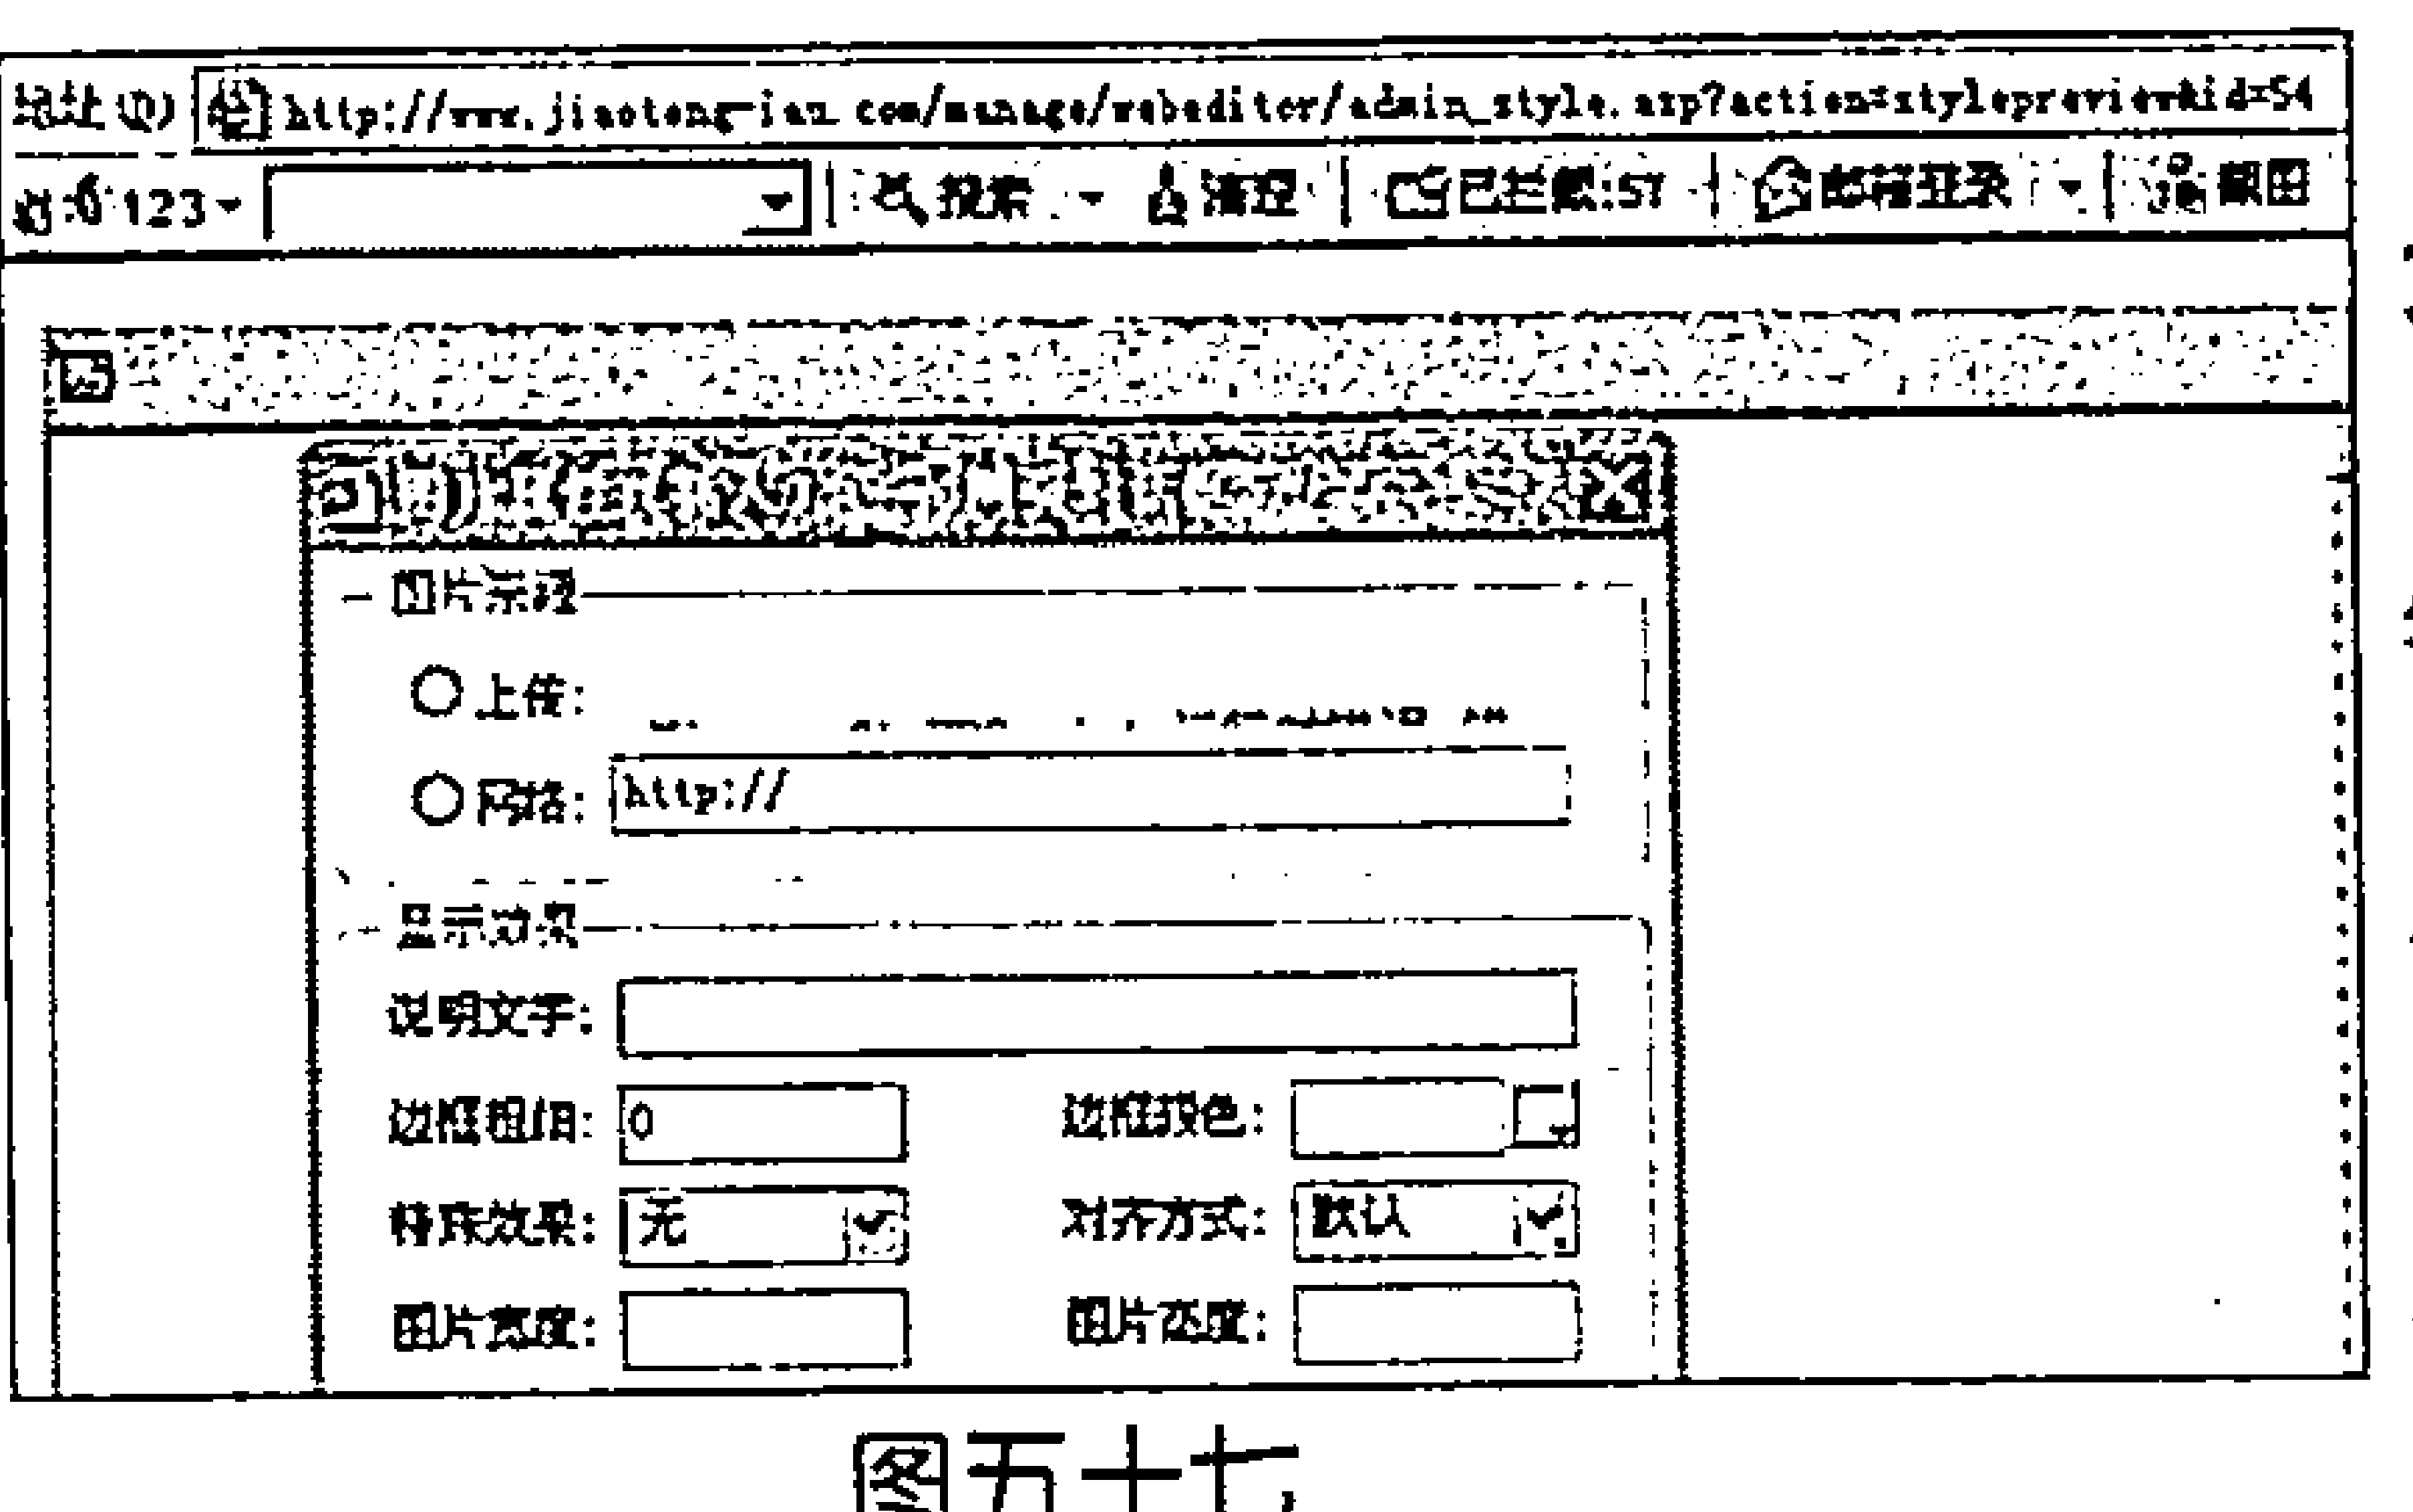 地址(D) http://www.jiaotong-ian.com/manage/webeditor/admin_style.asp?action=stylepreview&id=54
123 搜索 清理 已拦截:57 邮箱登录 截图
图片来源
上传:
网络: http://
显示效果
说明文字:
边框粗细: 0 边框颜色:
特殊效果: 无 对齐方式: 默认
图片宽度: 图片高度:
图五十七